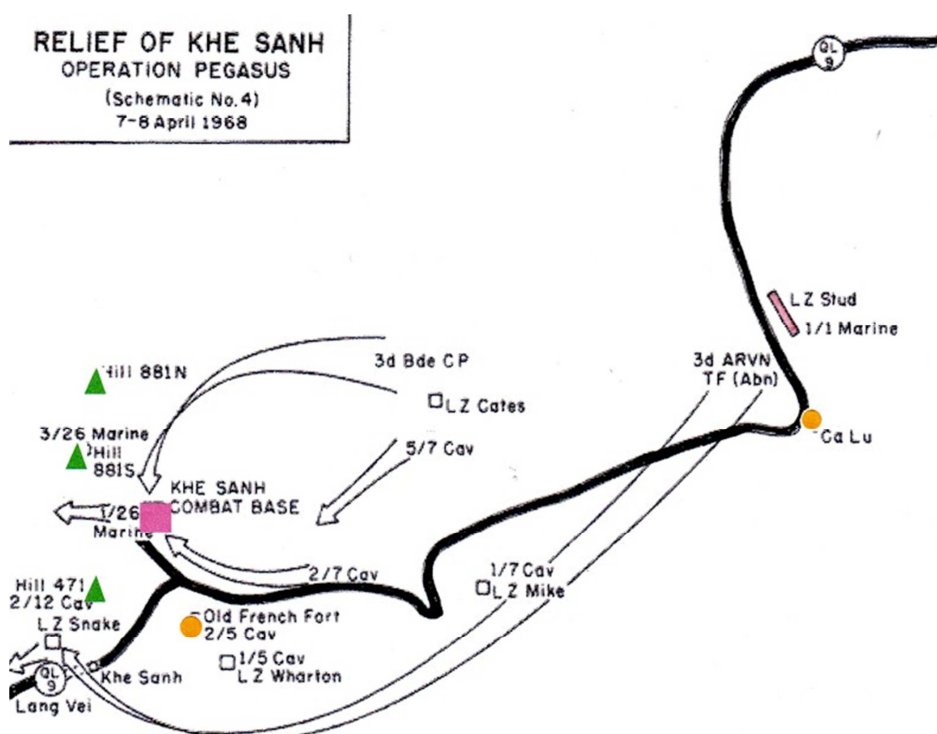 RELIEF OF KHE SANH
OPERATION PEGASUS
(Schematic No. 4)
7-8 April 1968
QL
9
LZ Stud
1/1 Marine
3d Bde CP
3d ARVN
TF (Abn)
Hill 881N
LZ Cates
Ca Lu
3/26 Marine
Hill
881S
5/7 Cav
KHE SANH
COMBAT BASE
1/26
Marine
2/7 Cav
1/7 Cav
LZ Mike
Hill 471
2/12 Cav
LZ Snake
Old French Fort
2/5 Cav
1/5 Cav
LZ Wharton
Khe Sanh
QL
9
Lang Vei